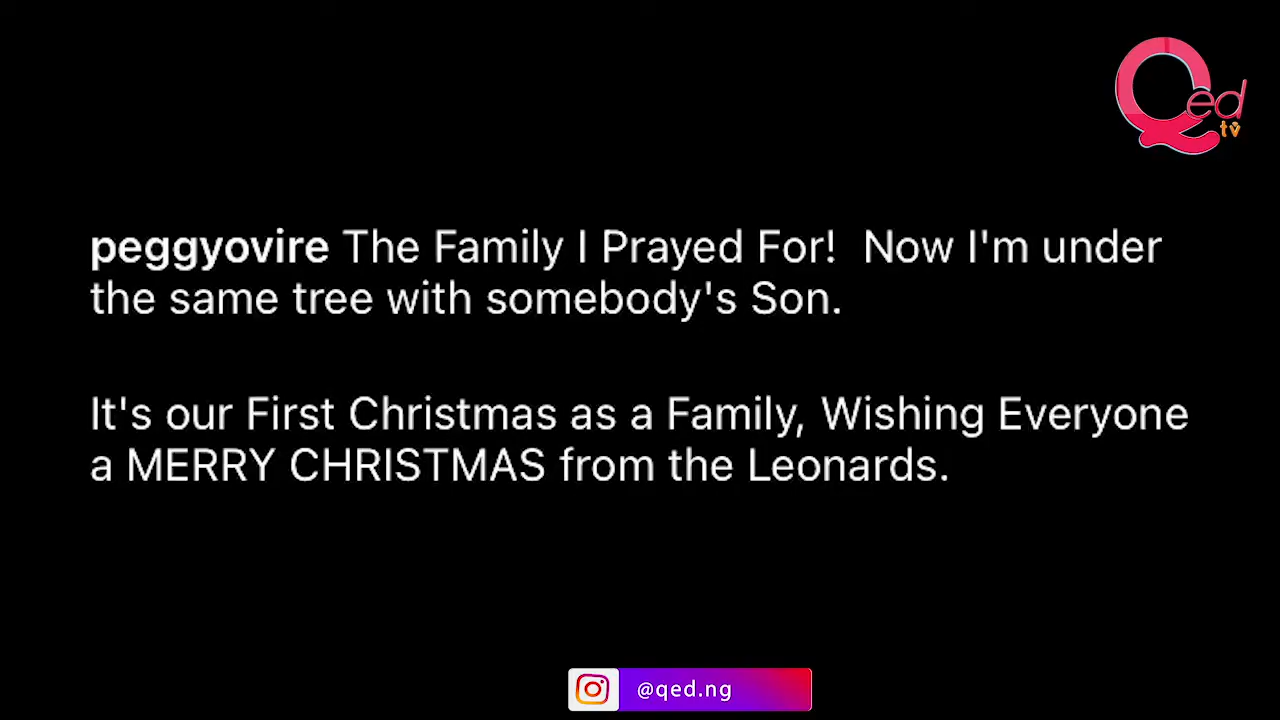 Qed
tv
peggyovire The Family I Prayed For! Now I'm under
the same tree with somebody's Son.
It's our First Christmas as a Family, Wishing Everyone
a MERRY CHRISTMAS from the Leonards.
@qed.ng